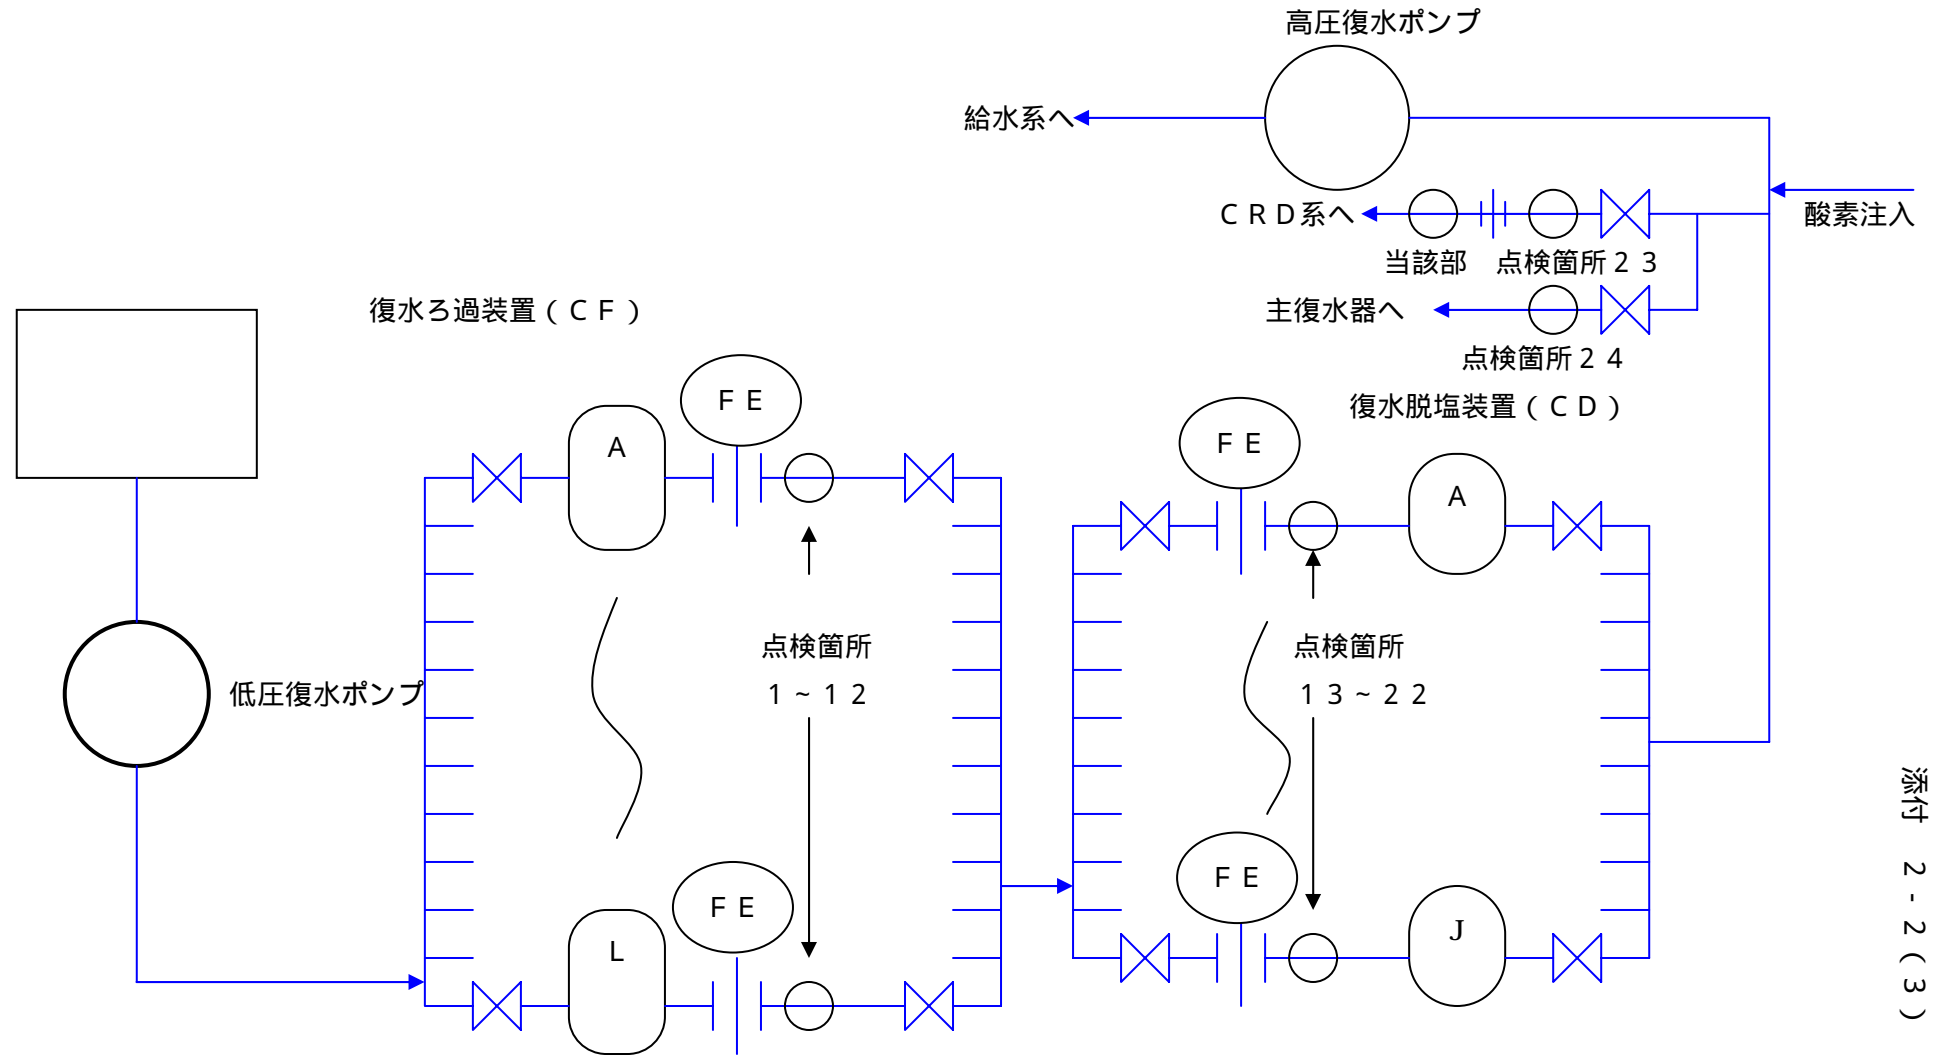 高圧復水ポンプ
給水系へ
酸素注入
ＣＲＤ系へ
当該部 点検箇所２３
主復水器へ
点検箇所２４
復水ろ過装置（ＣＦ）
復水脱塩装置（ＣＤ）
ＦＥ
Ａ
ＦＥ
Ａ
点検箇所
１～１２
点検箇所
１３～２２
低圧復水ポンプ
ＦＥ
Ｌ
ＦＥ
Ｊ
添付 ２-２(３)